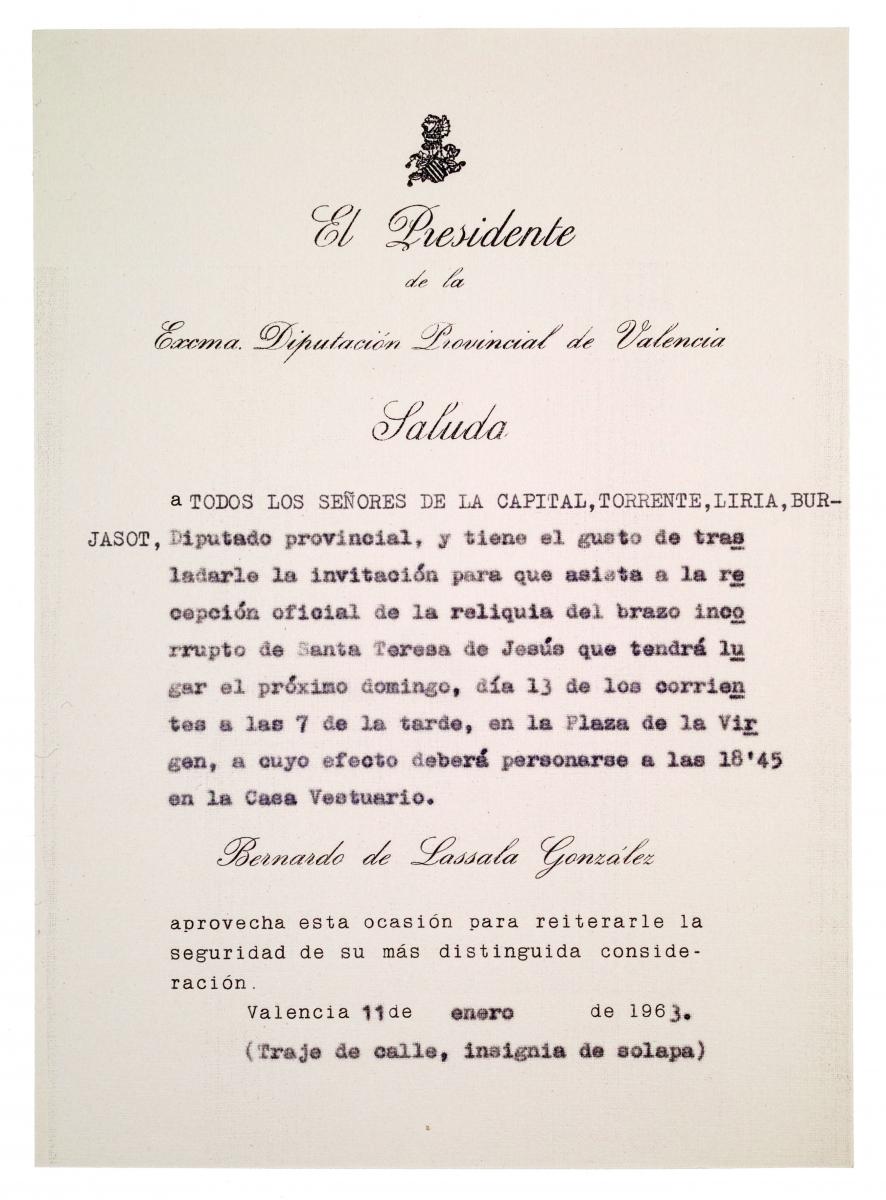 El Presidente
de la
Excma. Diputación Provincial de Valencia
Saluda
a TODOS LOS SEÑORES DE LA CAPITAL,TORRENTE,LIRIA,BUR-
JASOT, Diputado provincial, y tiene el gusto de tras
ladarle la invitación para que asista a la re
cepción oficial de la reliquia del brazo inco
rrupto de Santa Teresa de Jesús que tendrá lu
gar el próximo domingo, día 13 de los corrien
tes a las 7 de la tarde, en la Plaza de la Vir
gen, a cuyo efecto deberá personarse a las 18'45
en la Casa Vestuario.
Bernardo de Lassala González
aprovecha esta ocasión para reiterarle la
seguridad de su más distinguida conside-
ración.
Valencia 11 de enero de 1963.
(Traje de calle, insignia de solapa)